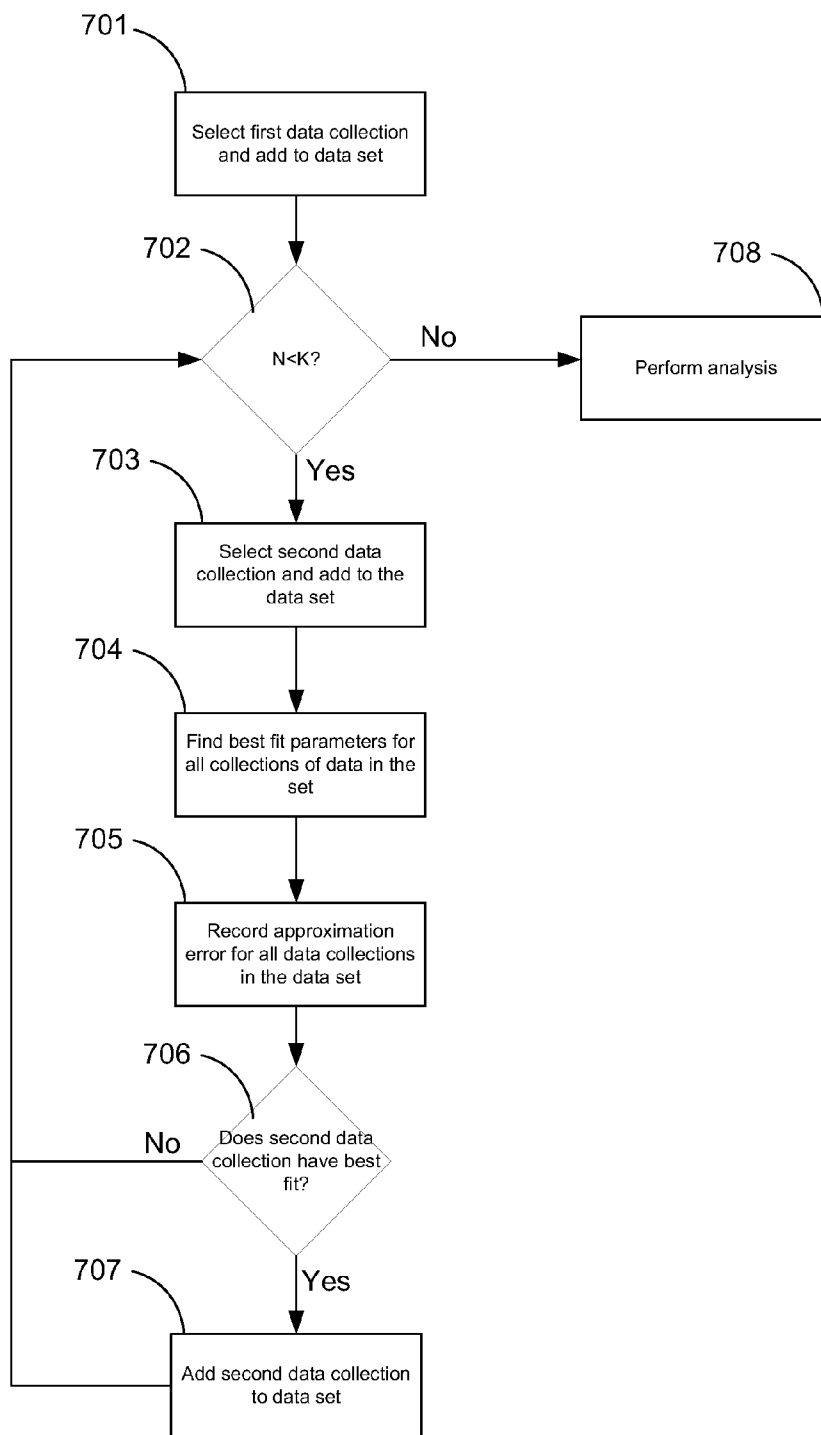 701
Select first data collection
and add to data set
702
N<K?
No
708
Perform analysis
Yes
703
Select second data
collection and add to the
data set
704
Find best fit parameters for
all collections of data in the
set
705
Record approximation
error for all data collections
in the data set
706
Does second data
collection have best
fit?
No
Yes
707
Add second data collection
to data set